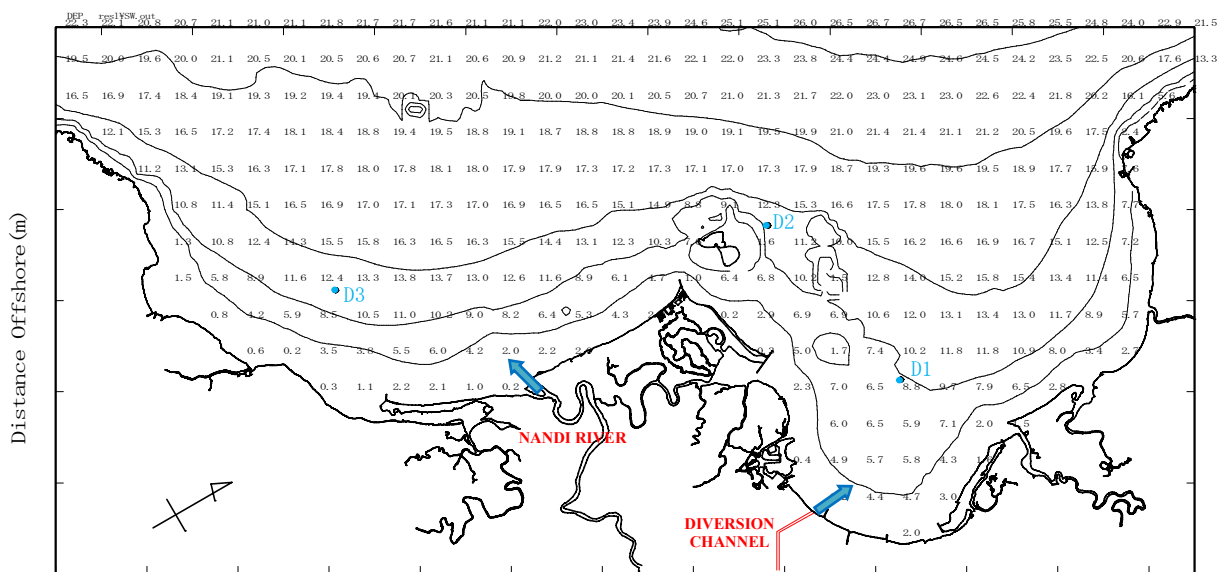 DEP res1¥SW.out
22.3 22.1 20.8 20.7 21.1 21.0 21.1 21.0 21.7 21.8 22.0 21.9 22.0 22.2 22.6 23.4 23.9 24.6 25.1 26.0 26.5 26.7 26.7 26.5 26.5 25.8 24.8 24.0 22.9 21.5
19.5 20.0 19.6 20.0 21.1 20.5 20.1 20.5 20.6 20.7 21.1 20.6 20.9 21.2 21.1 21.4 21.6 22.1 22.0 23.3 23.8 24.4 24.4 24.9 24.6 24.5 24.2 23.5 22.5 20.6 17.6 13.3
16.5 16.9 17.4 18.4 19.1 19.3 19.2 19.4 19.4 20.1 20.3 20.5 19.8 20.0 20.0 20.1 20.5 20.7 21.0 21.3 21.7 22.0 23.0 23.1 23.0 22.6 22.4 21.8 20.2 16.1 5.6
12.1 15.3 16.5 17.2 17.4 18.1 18.4 18.8 19.4 19.5 18.8 19.1 18.7 18.8 18.8 18.9 19.0 19.1 19.5 19.9 21.0 21.4 21.4 21.1 21.2 20.5 19.6 17.5 2.4
11.2 13.1 15.3 16.3 17.1 17.8 18.0 17.8 18.1 18.0 17.9 17.9 17.3 17.2 17.3 17.1 17.0 17.3 17.9 18.7 19.3 19.6 19.6 19.5 18.9 17.7 15.9
10.8 11.4 15.1 16.5 16.9 17.0 17.1 17.3 17.0 16.9 16.5 16.5 15.1 14.9 8.8 9.1 12.3 15.3 16.6 17.5 17.8 18.0 18.1 17.5 16.3 13.8 7.7
D2
1.3 10.8 12.4 14.3 15.5 15.8 16.3 16.5 16.3 15.5 14.4 13.1 12.3 10.3 1.6 11.2 10.0 15.5 16.2 16.6 16.9 16.7 15.1 12.5 7.2
1.5 5.8 8.9 11.6 12.4 13.3 13.8 13.7 13.0 12.6 11.6 8.9 6.1 4.7 1.0 6.4 6.8 10.2 1.5 12.8 14.0 15.2 15.8 15.4 13.4 11.4 6.5
D3
0.8 4.2 5.9 8.5 10.5 11.0 10.2 9.0 8.2 6.4 5.3 4.3 0.2 2.9 6.9 6.9 10.6 12.0 13.1 13.4 13.0 11.7 8.9 5.7
0.6 0.2 3.5 3.8 5.5 6.0 4.2 2.0 2.2 5.0 1.7 7.4 10.2 11.8 11.8 10.9 8.0 3.4 2.7
D1
0.3 1.1 2.2 2.1 1.0 0.2 2.3 7.0 6.5 8.8 9.7 7.9 6.5 2.8
6.0 6.5 5.9 7.1 2.0
NANDI RIVER
0.4 4.9 5.7 5.8 4.3
4.4 4.7 3.0
DIVERSION
CHANNEL
2.0
Distance Offshore(m)